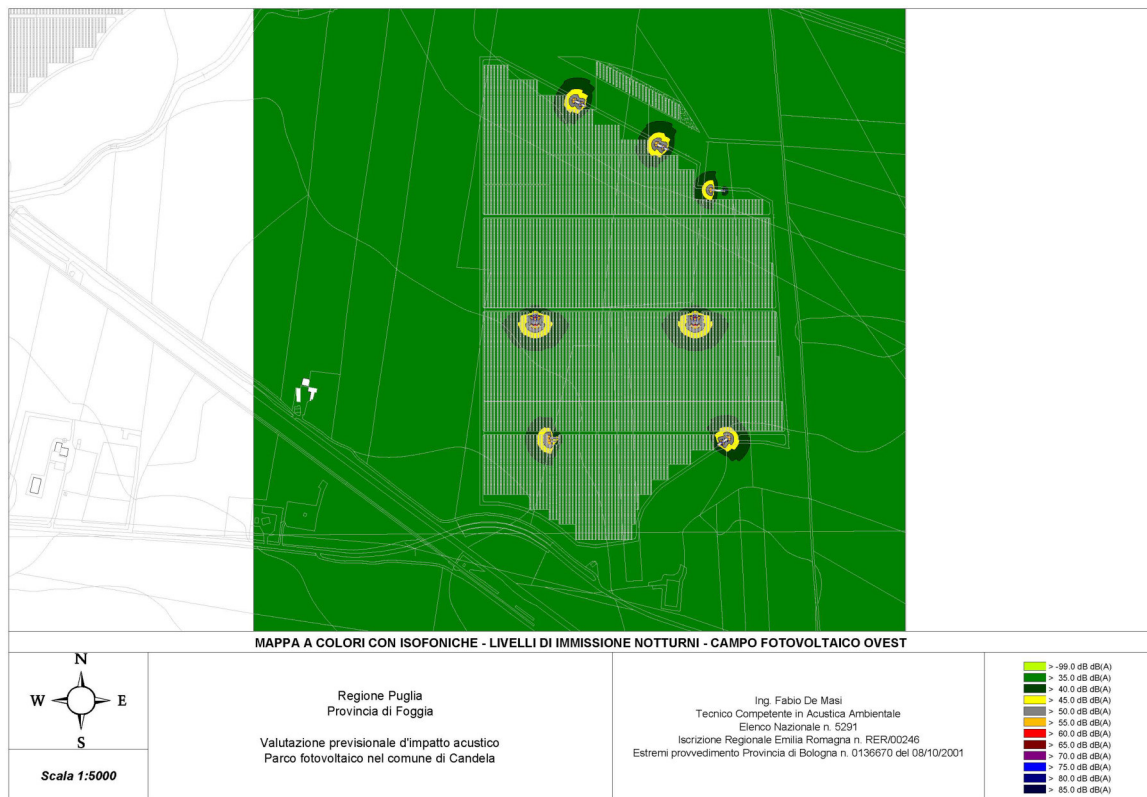 MAPPA A COLORI CON ISOFONICHE - LIVELLI DI IMMISSIONE NOTTURNI - CAMPO FOTOVOLTAICO OVEST
N
W E
S
Scala 1:5000
Regione Puglia
Provincia di Foggia
Valutazione previsionale d'impatto acustico
Parco fotovoltaico nel comune di Candela
Ing. Fabio De Masi
Tecnico Competente in Acustica Ambientale
Elenco Nazionale n. 5291
Iscrizione Regionale Emilia Romagna n. RER/00246
Estremi provvedimento Provincia di Bologna n. 0136670 del 08/10/2001
> -99.0 dB dB(A)
> 35.0 dB dB(A)
> 40.0 dB dB(A)
> 45.0 dB dB(A)
> 50.0 dB dB(A)
> 55.0 dB dB(A)
> 60.0 dB dB(A)
> 65.0 dB dB(A)
> 70.0 dB dB(A)
> 75.0 dB dB(A)
> 80.0 dB dB(A)
> 85.0 dB dB(A)